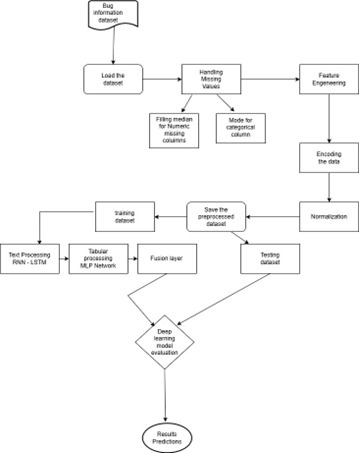 Bug
information
dataset
Load the
dataset
Handling
Missing
Values
Feature
Engeneering
Filling median
for Numeric
missing
columns
Mode for
categorical
column
Encoding
the data
training
dataset
Save the
preprocessed
dataset
Normalization
Text Processing
RNN - LSTM
Tabular
processing
MLP Network
Fusion layer
Testing
dataset
Deep
learning
model
evaluation
Results
Predictions